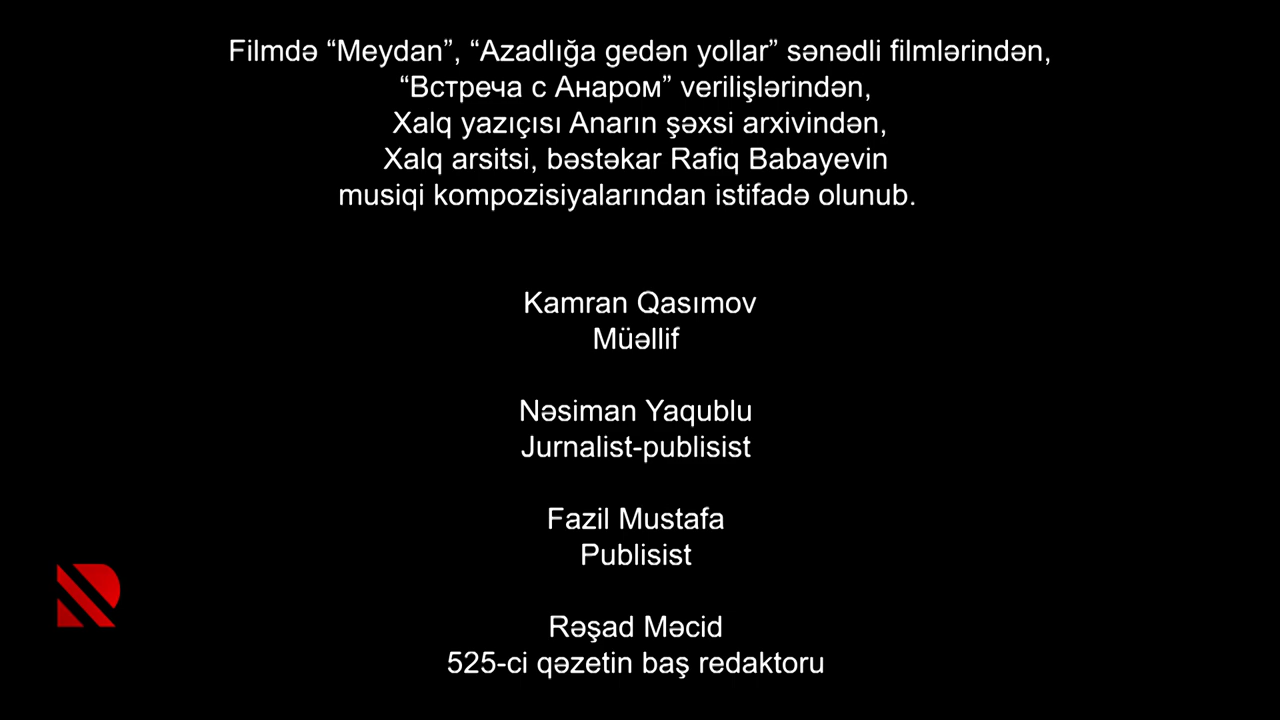 Filmdə “Meydan”, “Azadlığa gedən yollar” sənədli filmlərindən,
“Встреча с Анаром” verilişlərindən,
Xalq yazıçısı Anarın şəxsi arxivindən,
Xalq arsitsi, bəstəkar Rafiq Babayevin
musiqi kompozisiyalarından istifadə olunub.
Kamran Qasımov
Müəllif
Nəsiman Yaqublu
Jurnalist-publisist
Fazil Mustafa
Publisist
Rəşad Məcid
525-ci qəzetin baş redaktoru